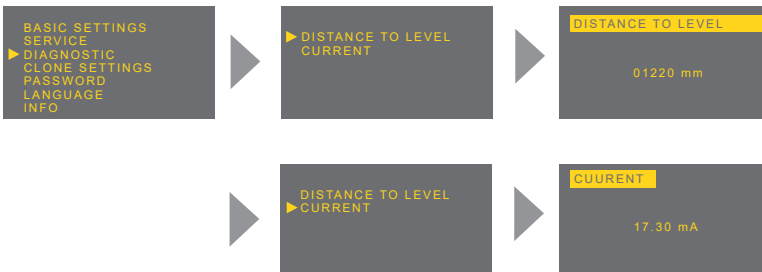 BASIC SETTINGS
SERVICE
DIAGNOSTIC
CLONE SETTINGS
PASSWORD
LANGUAGE
INFO
DISTANCE TO LEVEL
CURRENT
DISTANCE TO LEVEL
01220 mm
DISTANCE TO LEVEL
CURRENT
CUURENT
17.30 mA